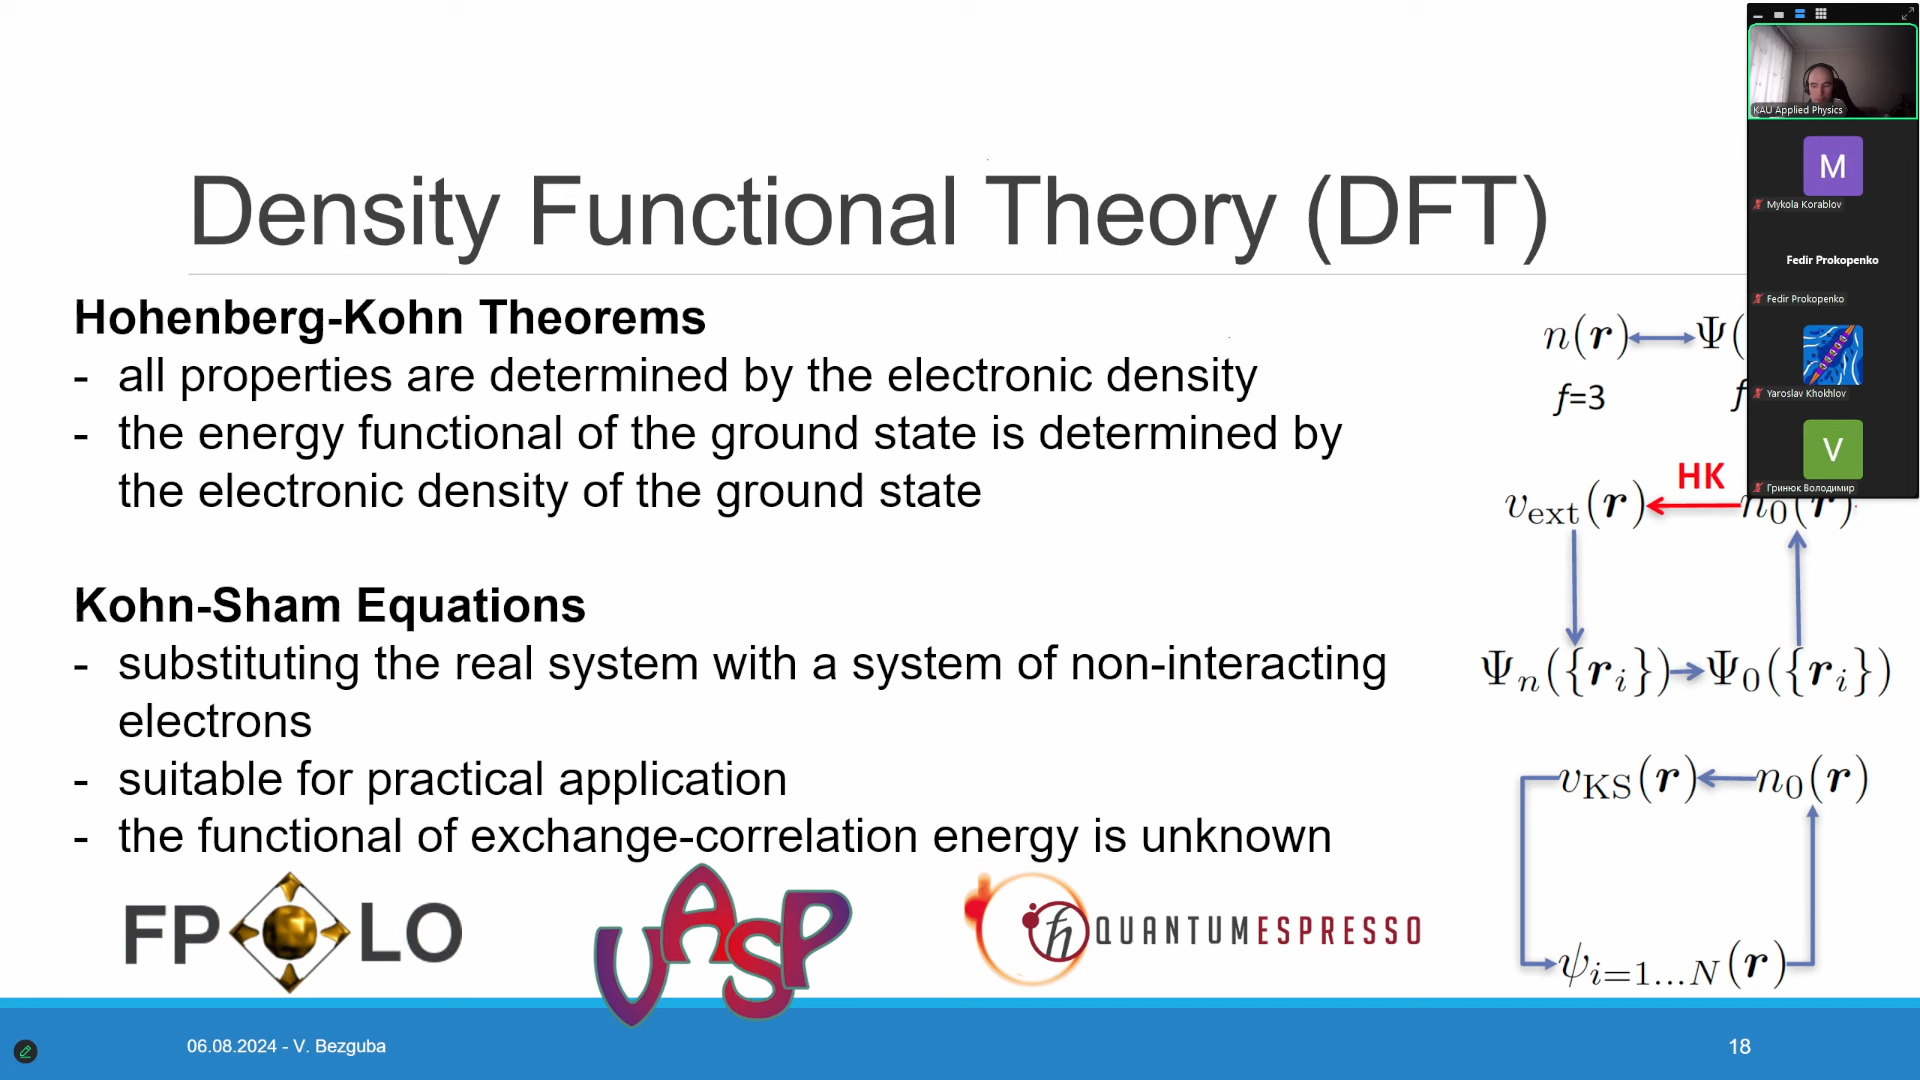 Density Functional Theory (DFT)
Hohenberg-Kohn Theorems
- all properties are determined by the electronic density
- the energy functional of the ground state is determined by
the electronic density of the ground state
Kohn-Sham Equations
- substituting the real system with a system of non-interacting
electrons
- suitable for practical application
- the functional of exchange-correlation energy is unknown
FP LO
VASP
ħ QUANTUMESPRESSO
n(r) Ψ(
f=3 f
HK
v_ext(r) n_0(r)
Ψ_n({r_i}) Ψ_0({r_i})
v_KS(r) n_0(r)
ψ_i=1...N(r)
06.08.2024 - V. Bezguba
18
KAU Applied Physics
M
Mykola Korablov
Fedir Prokopenko
Fedir Prokopenko
Yaroslav Khokhlov
V
Гринюк Володимир